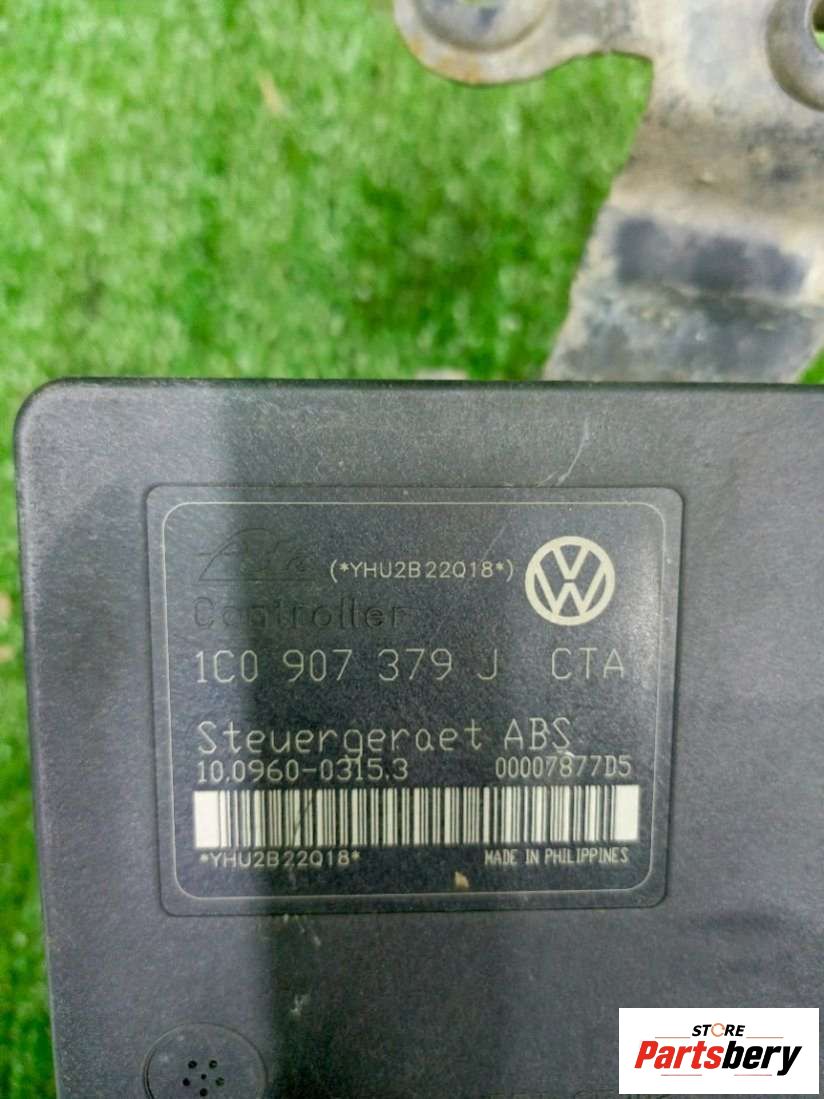 Ate (*YHU2B22Q18*)
Controller
1C0 907 379 J CTA
Steuergeraet ABS
10.0960-0315.3 00007877D5
*YHU2B22Q18* MADE IN PHILIPPINES
STORE
Partsbery